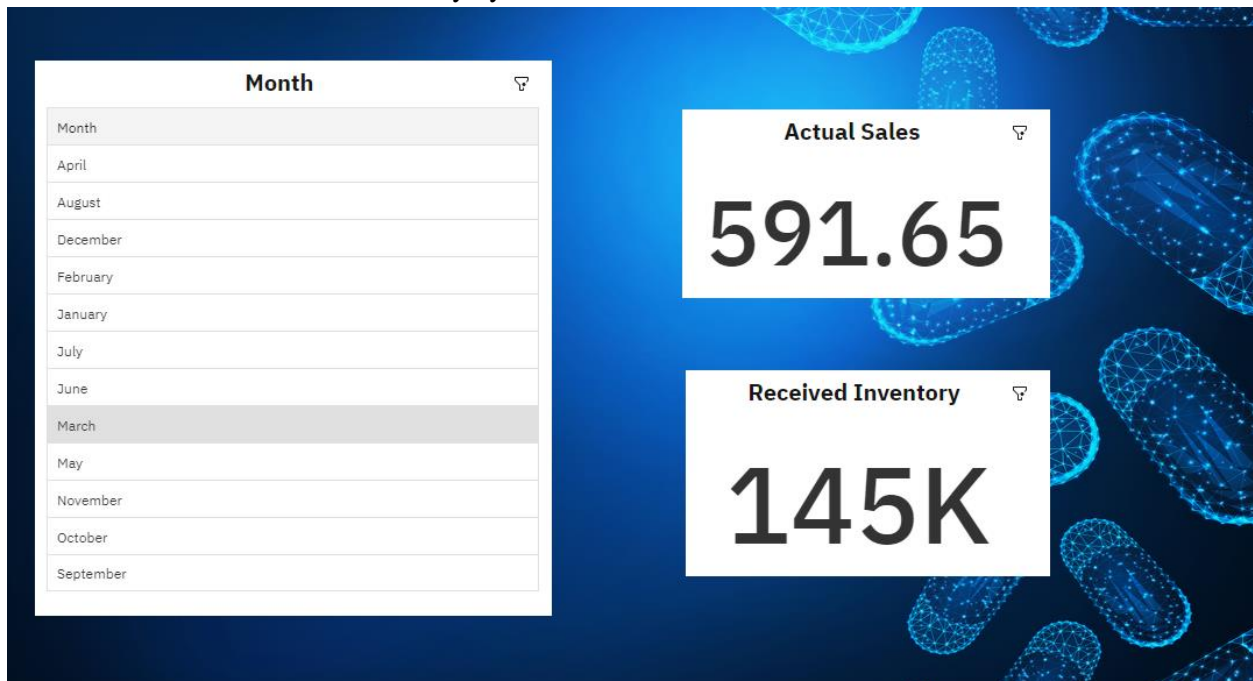 Month
Month
April
August
December
February
January
July
June
March
May
November
October
September
Actual Sales
591.65
Received Inventory
145K